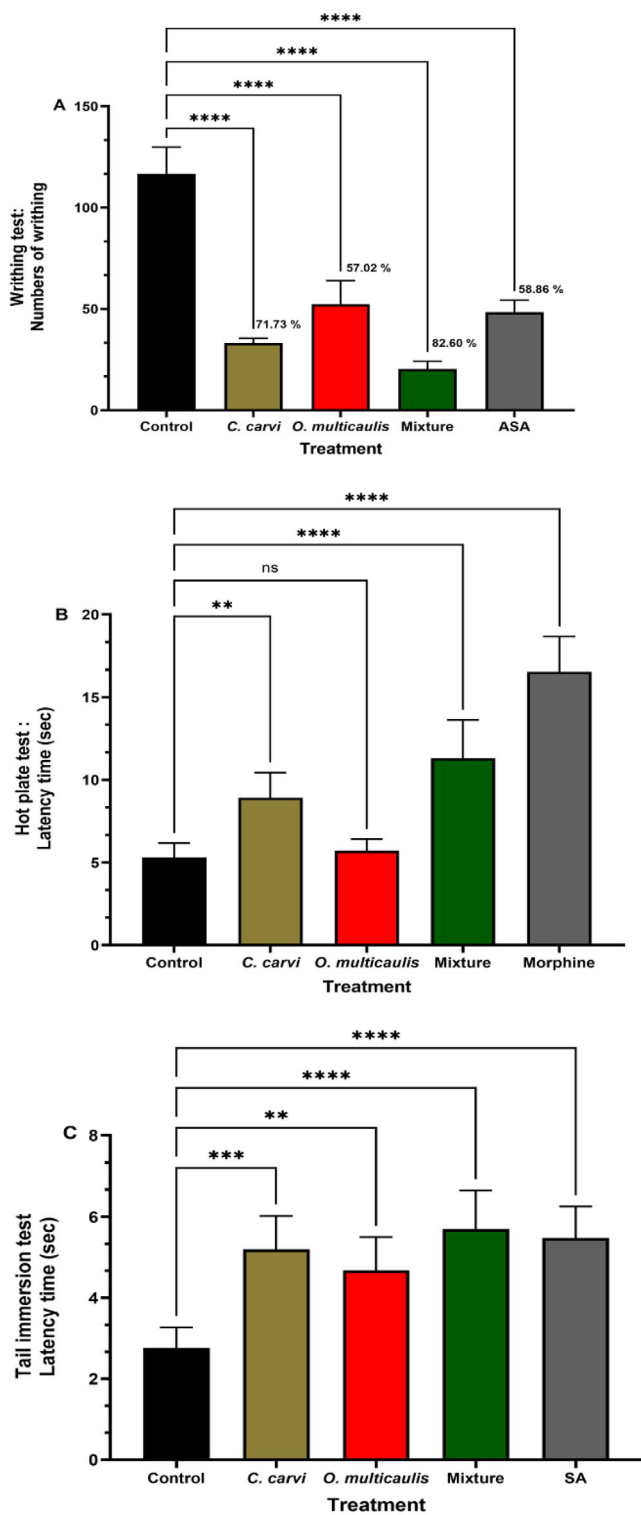 ****
****
****
****
A
150
100
50
0
Writhing test:
Numbers of writhing
71.73 %
57.02 %
82.60 %
58.86 %
Control C. carvi O. multicaulis Mixture ASA
Treatment
****
****
ns
**
B
20
15
10
5
0
Hot plate test :
Latency time (sec)
Control C. carvi O. multicaulis Mixture Morphine
Treatment
****
****
**
***
C
8
6
4
2
0
Tail immersion test
Latency time (sec)
Control C. carvi O. multicaulis Mixture SA
Treatment